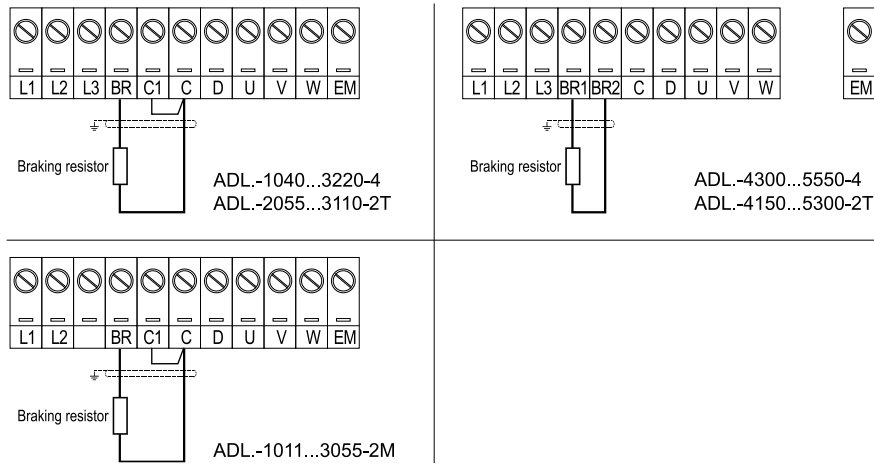 L1 L2 L3 BR C1 C D U V W EM
Braking resistor
ADL.-1040...3220-4
ADL.-2055...3110-2T
L1 L2 L3 BR1 BR2 C D U V W EM
Braking resistor
ADL.-4300...5550-4
ADL.-4150...5300-2T
L1 L2 BR C1 C D U V W EM
Braking resistor
ADL.-1011...3055-2M